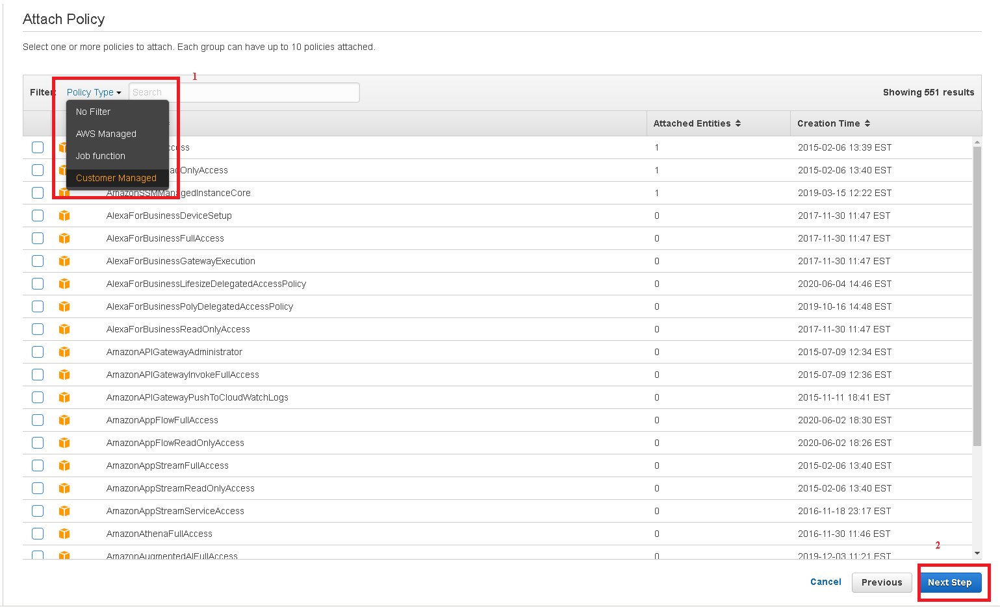 Attach Policy
Select one or more policies to attach. Each group can have up to 10 policies attached.
1
Filter: Policy Type Search Showing 551 results
No Filter
Attached Entities Creation Time
AWS Managed
ccess 1 2015-02-06 13:39 EST
Job function
adOnlyAccess 1 2015-02-06 13:40 EST
Customer Managed
AmazonSSMManagedInstanceCore 1 2019-03-15 12:22 EST
AlexaForBusinessDeviceSetup 0 2017-11-30 11:47 EST
AlexaForBusinessFullAccess 0 2017-11-30 11:47 EST
AlexaForBusinessGatewayExecution 0 2017-11-30 11:47 EST
AlexaForBusinessLifesizeDelegatedAccessPolicy 0 2020-06-04 14:46 EST
AlexaForBusinessPolyDelegatedAccessPolicy 0 2019-10-16 14:48 EST
AlexaForBusinessReadOnlyAccess 0 2017-11-30 11:47 EST
AmazonAPIGatewayAdministrator 0 2015-07-09 12:34 EST
AmazonAPIGatewayInvokeFullAccess 0 2015-07-09 12:36 EST
AmazonAPIGatewayPushToCloudWatchLogs 0 2015-11-11 18:41 EST
AmazonAppFlowFullAccess 0 2020-06-02 18:30 EST
AmazonAppFlowReadOnlyAccess 0 2020-06-02 18:26 EST
AmazonAppStreamFullAccess 0 2015-02-06 13:40 EST
AmazonAppStreamReadOnlyAccess 0 2015-02-06 13:40 EST
AmazonAppStreamServiceAccess 0 2016-11-18 23:17 EST
AmazonAthenaFullAccess 0 2016-11-30 11:46 EST
2
AmazonAugmentedAIFullAccess 0 2019-12-03 11:21 EST
Cancel Previous Next Step